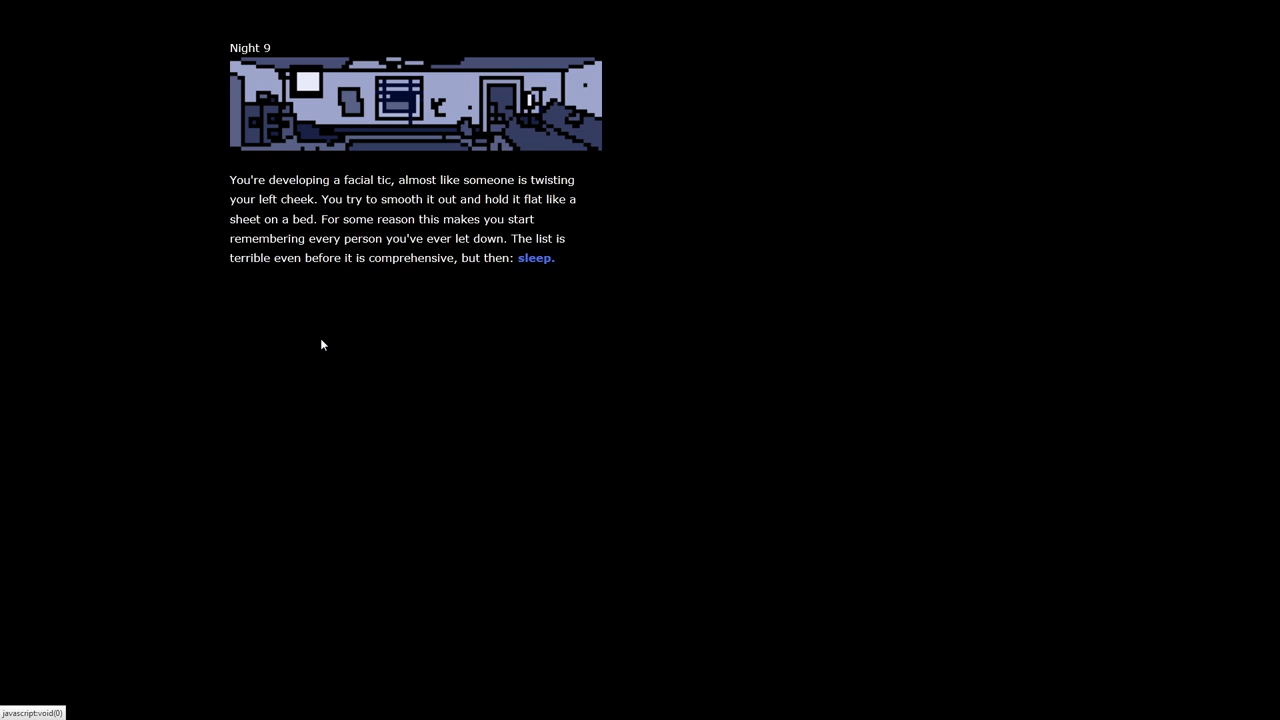 Night 9
You're developing a facial tic, almost like someone is twisting
your left cheek. You try to smooth it out and hold it flat like a
sheet on a bed. For some reason this makes you start
remembering every person you've ever let down. The list is
terrible even before it is comprehensive, but then: sleep.
javascript:void(0)